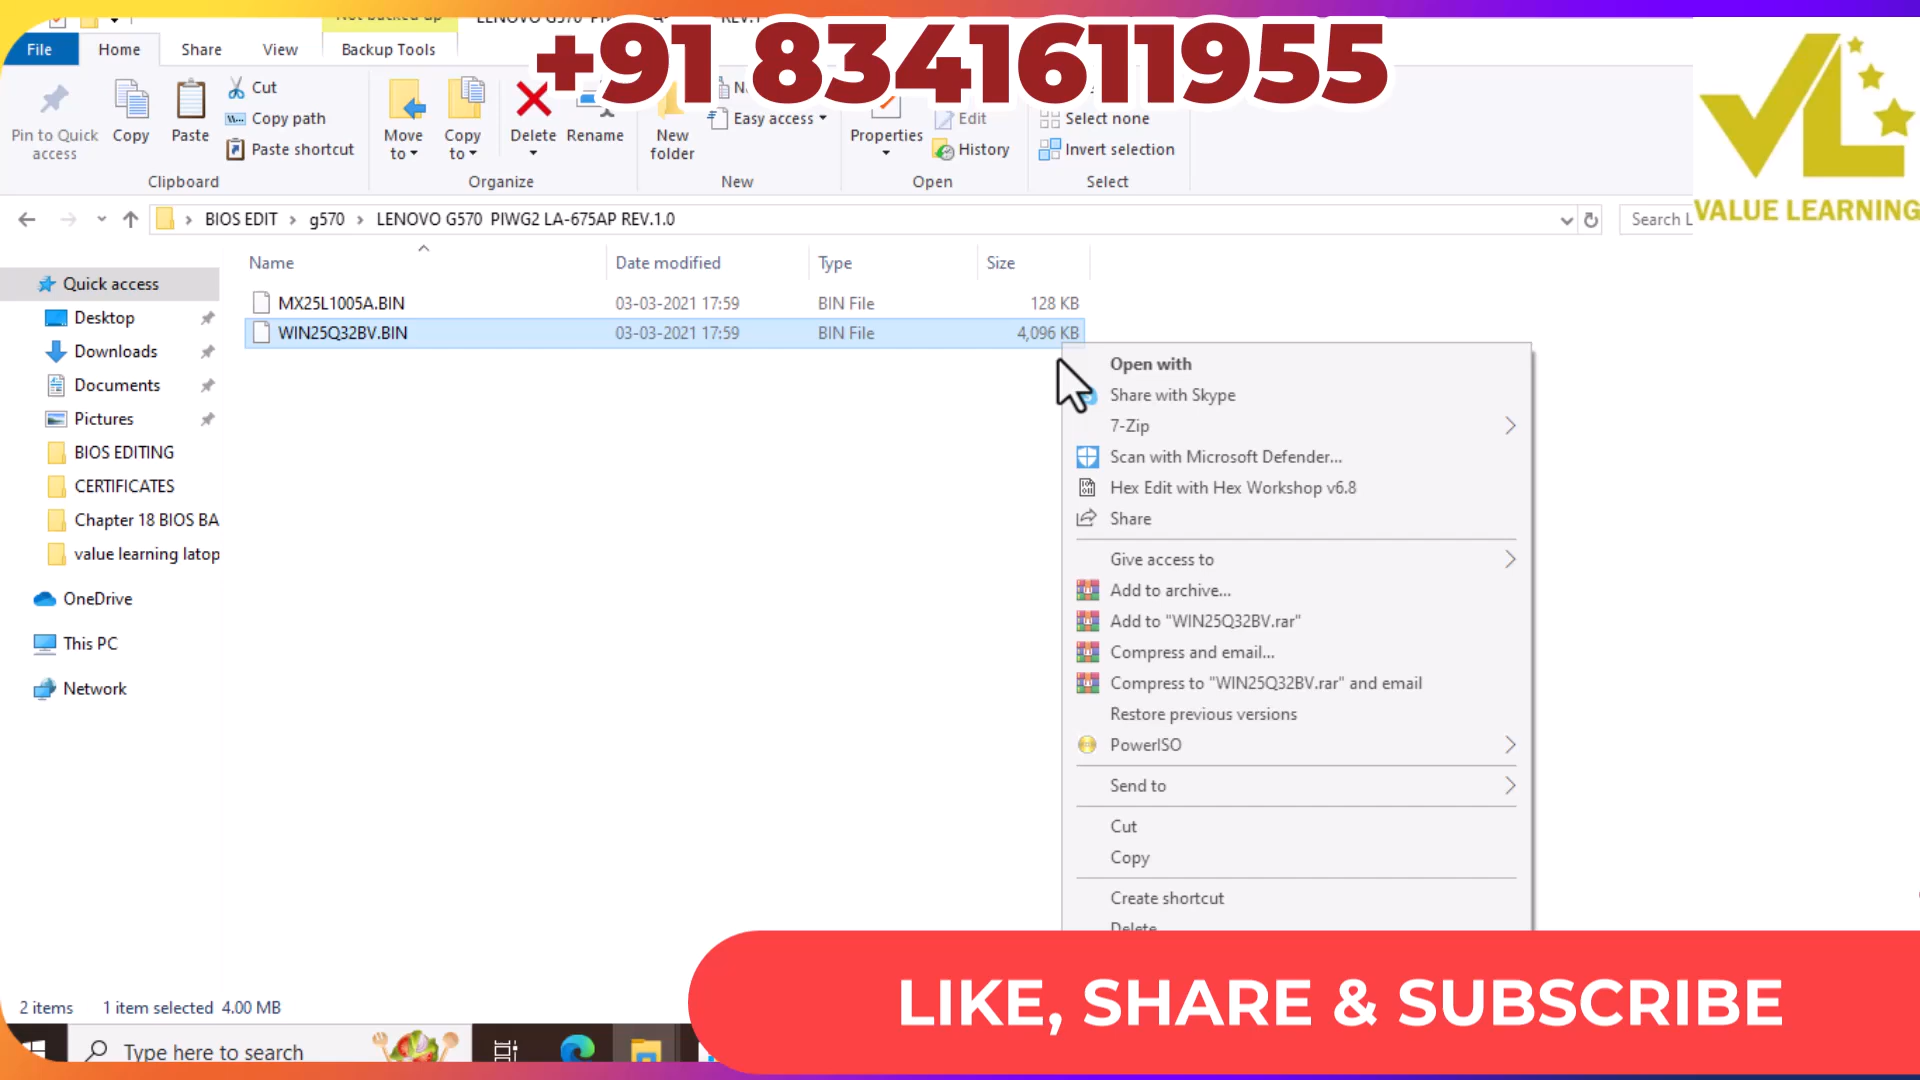 LENOVO G570
+91 8341611955
File Home Share View Backup Tools
Pin to Quick access
Copy
Paste
Cut
Copy path
Paste shortcut
Move to
Copy to
Delete
Rename
New folder
Easy access
Properties
Edit
History
Select none
Invert selection
Clipboard Organize New Open Select
VALUE LEARNING
BIOS EDIT > g570 > LENOVO G570 PIWG2 LA-675AP REV.1.0
Search L
Name Date modified Type Size
MX25L1005A.BIN 03-03-2021 17:59 BIN File 128 KB
WIN25Q32BV.BIN 03-03-2021 17:59 BIN File 4,096 KB
Quick access
Desktop
Downloads
Documents
Pictures
BIOS EDITING
CERTIFICATES
Chapter 18 BIOS BA
value learning latop
OneDrive
This PC
Network
Open with
Share with Skype
7-Zip
Scan with Microsoft Defender...
Hex Edit with Hex Workshop v6.8
Share
Give access to
Add to archive...
Add to "WIN25Q32BV.rar"
Compress and email...
Compress to "WIN25Q32BV.rar" and email
Restore previous versions
PowerISO
Send to
Cut
Copy
Create shortcut
Delete
2 items 1 item selected 4.00 MB
LIKE, SHARE & SUBSCRIBE
Type here to search